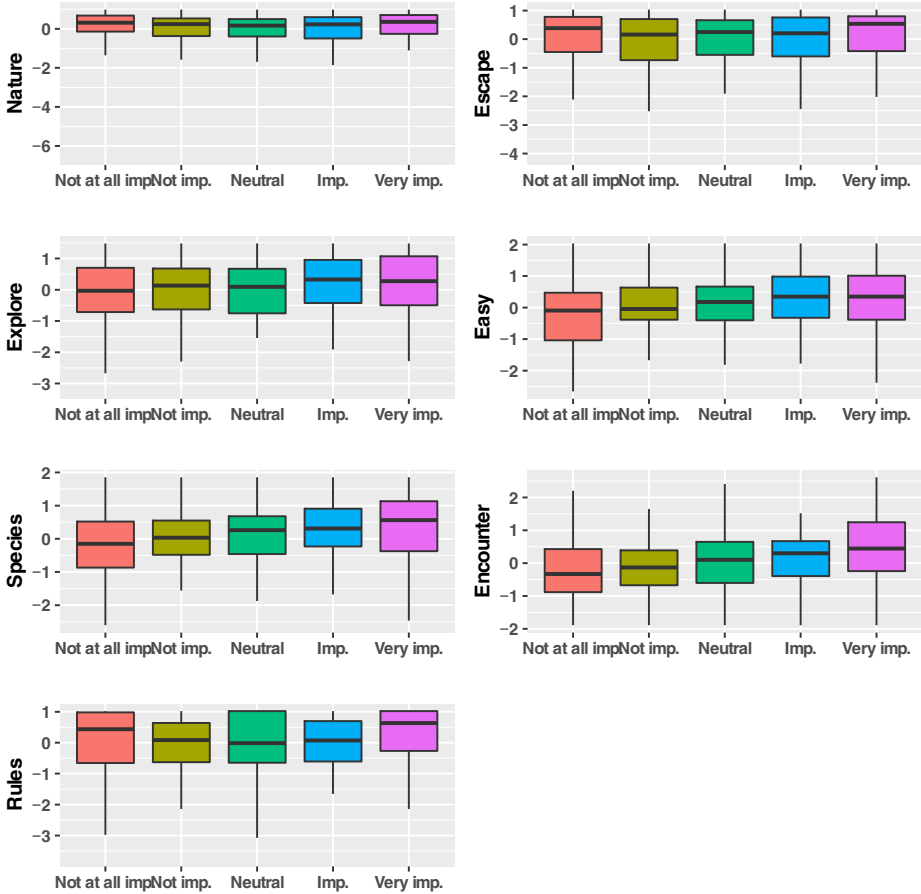 Nature
0
−2
−4
−6
Not at all imp.
Not imp.
Neutral
Imp.
Very imp.
Escape
1
0
−1
−2
−3
−4
Not at all imp.
Not imp.
Neutral
Imp.
Very imp.
Explore
1
0
−1
−2
−3
Not at all imp.
Not imp.
Neutral
Imp.
Very imp.
Easy
2
1
0
−1
−2
Not at all imp.
Not imp.
Neutral
Imp.
Very imp.
Species
2
1
0
−1
−2
Not at all imp.
Not imp.
Neutral
Imp.
Very imp.
Encounter
2
1
0
−1
−2
Not at all imp.
Not imp.
Neutral
Imp.
Very imp.
Rules
1
0
−1
−2
−3
Not at all imp.
Not imp.
Neutral
Imp.
Very imp.